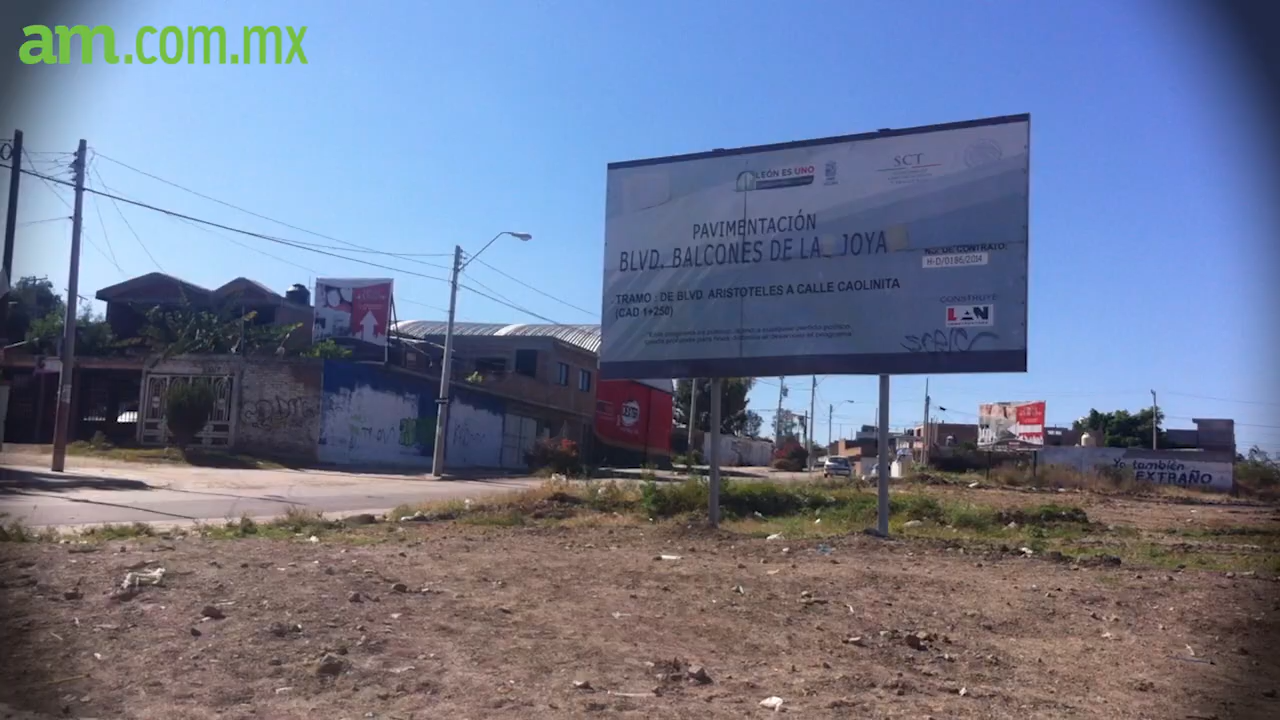 am.com.mx
LEÓN ES UNO
SCT
PAVIMENTACIÓN
BLVD. BALCONES DE LA JOYA
No. DE CONTRATO:
H-D/0186/2014
TRAMO : DE BLVD ARISTOTELES A CALLE CAOLINITA
(CAD 1+250)
CONSTRUYE
LAN
Yo también
EXTRAÑO